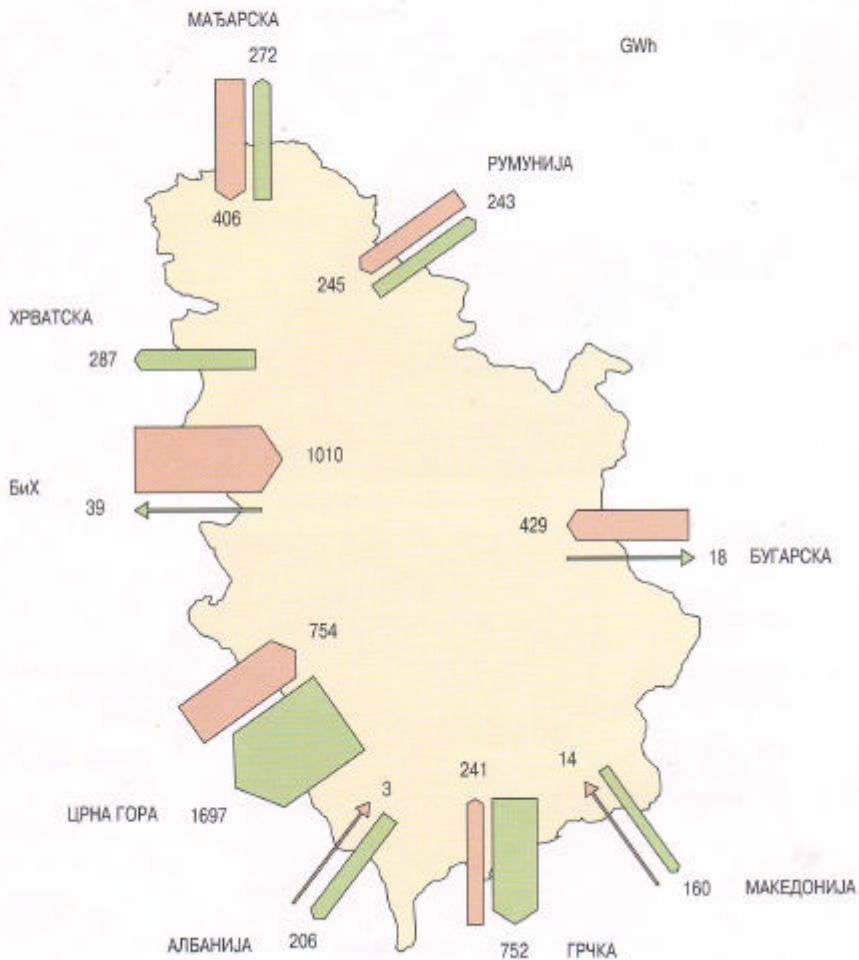 МАЂАРСКА
272
GWh
406
РУМУНИЈА
243
245
ХРВАТСКА
287
1010
БиХ
39
429
18 БУГАРСКА
754
ЦРНА ГОРА 1697
3
241
14
АЛБАНИЈА 206
752 ГРЧКА
160 МАКЕДОНИЈА